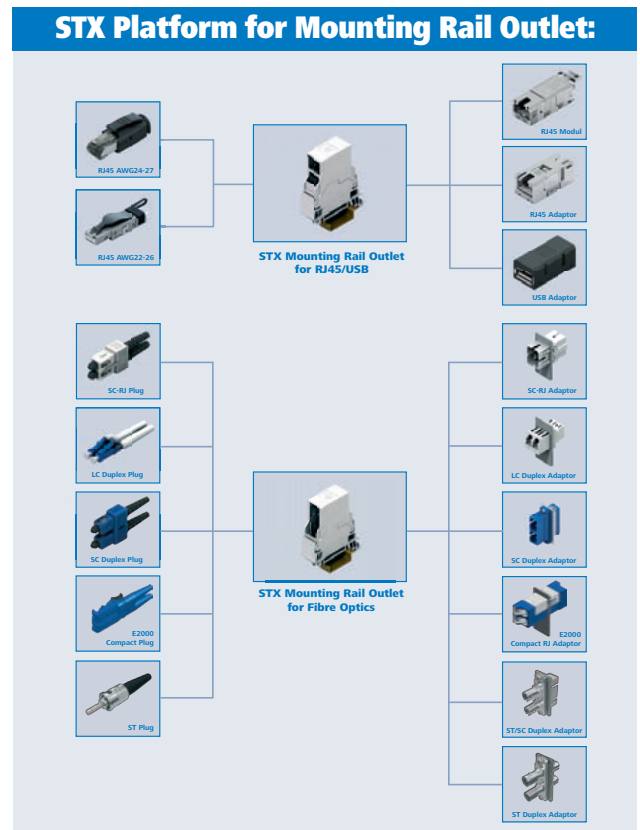 STX Platform for Mounting Rail Outlet:
RJ45 AWG24-27
RJ45 AWG22-26
STX Mounting Rail Outlet
for RJ45/USB
RJ45 Modul
RJ45 Adaptor
USB Adaptor
SC-RJ Plug
LC Duplex Plug
SC Duplex Plug
E2000
Compact Plug
ST Plug
STX Mounting Rail Outlet
for Fibre Optics
SC-RJ Adaptor
LC Duplex Adaptor
SC Duplex Adaptor
E2000
Compact RJ Adaptor
ST/SC Duplex Adaptor
ST Duplex Adaptor